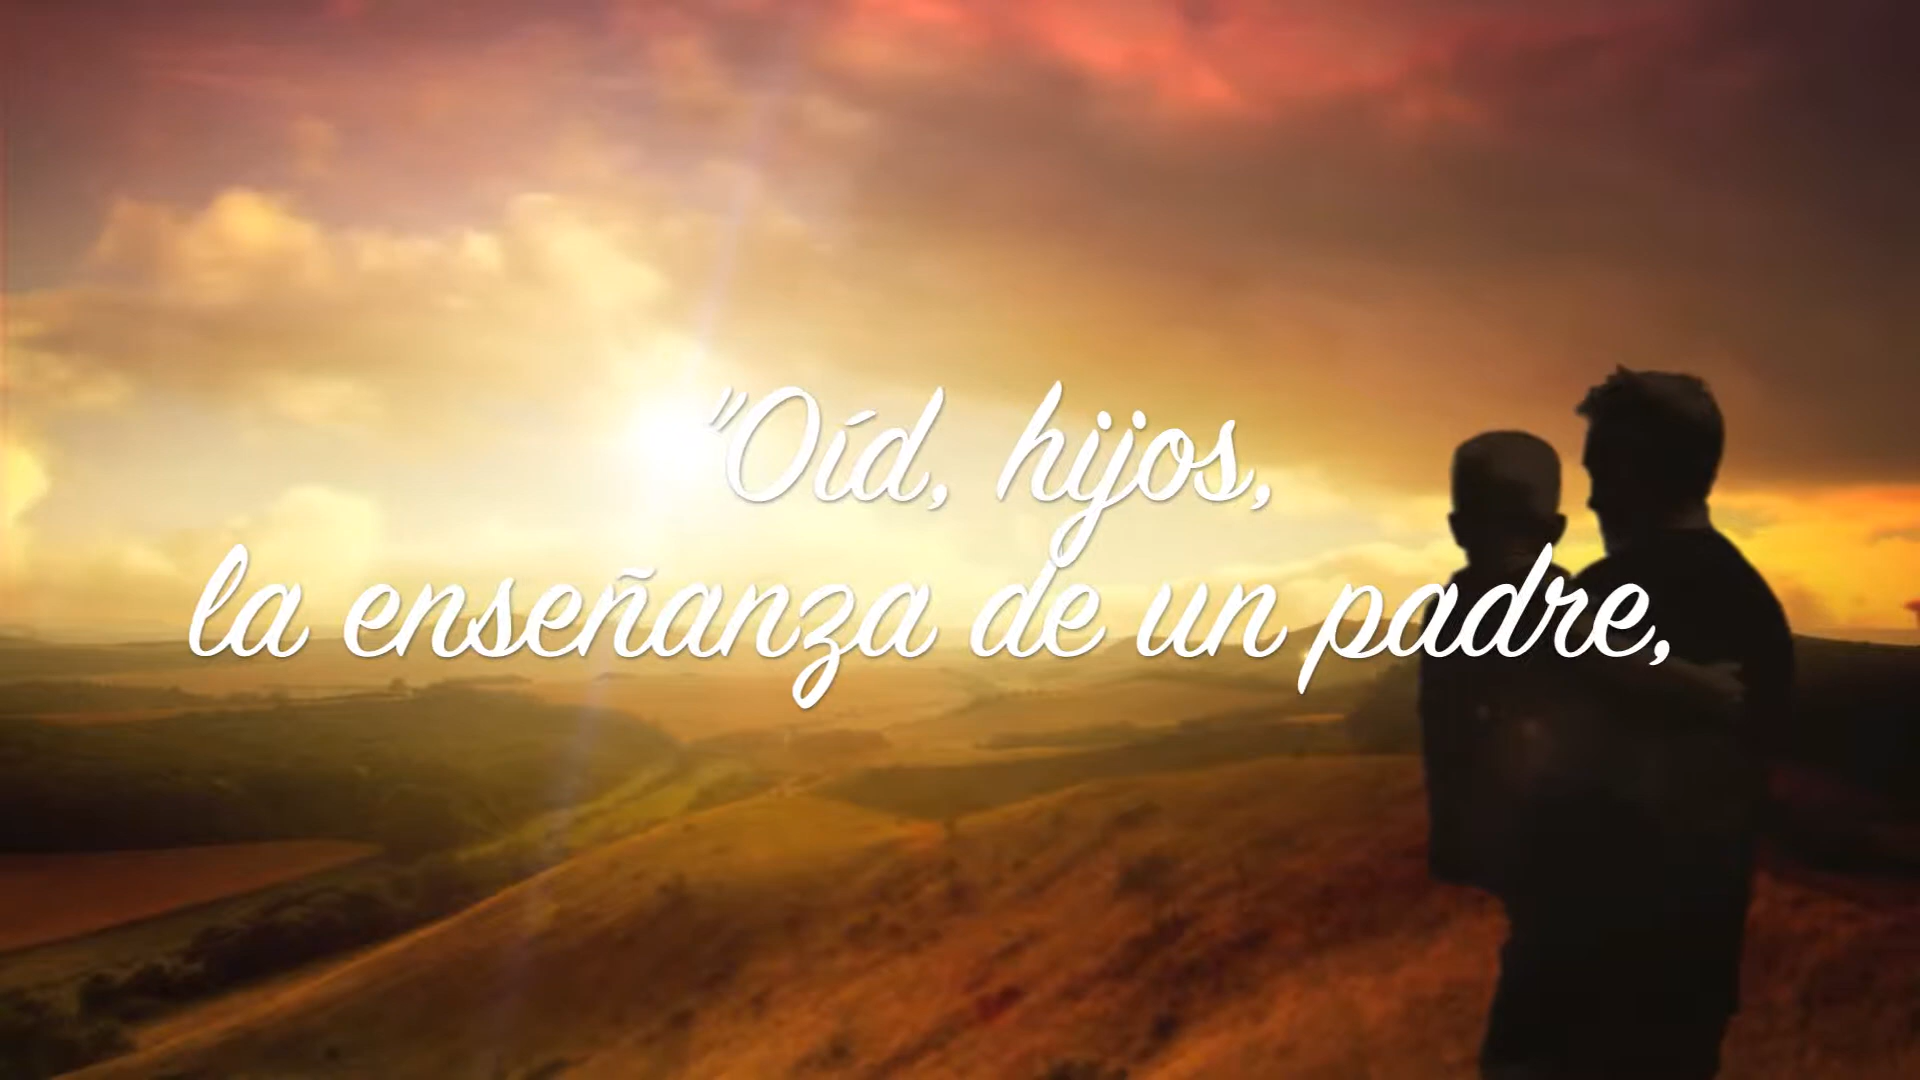 "Oíd, hijos,
la enseñanza de un padre,